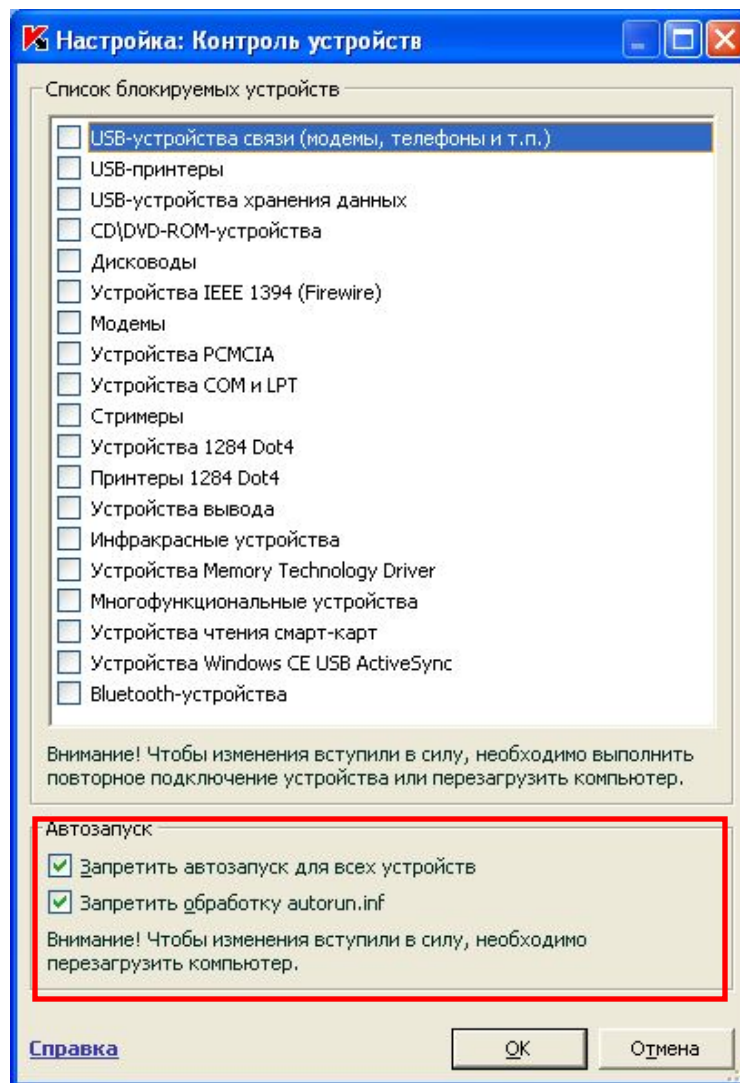 Настройка: Контроль устройств
Список блокируемых устройств
USB-устройства связи (модемы, телефоны и т.п.)
USB-принтеры
USB-устройства хранения данных
CD\DVD-ROM-устройства
Дисководы
Устройства IEEE 1394 (Firewire)
Модемы
Устройства PCMCIA
Устройства COM и LPT
Стримеры
Устройства 1284 Dot4
Принтеры 1284 Dot4
Устройства вывода
Инфракрасные устройства
Устройства Memory Technology Driver
Многофункциональные устройства
Устройства чтения смарт-карт
Устройства Windows CE USB ActiveSync
Bluetooth-устройства
Внимание! Чтобы изменения вступили в силу, необходимо выполнить
повторное подключение устройства или перезагрузить компьютер.
Автозапуск
Запретить автозапуск для всех устройств
Запретить обработку autorun.inf
Внимание! Чтобы изменения вступили в силу, необходимо
перезагрузить компьютер.
Справка
OK
Отмена